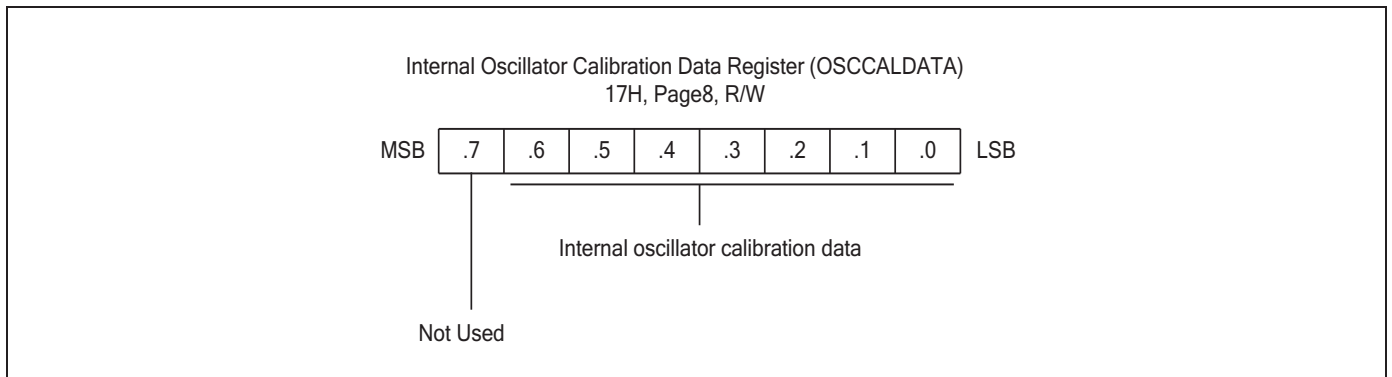 Internal Oscillator Calibration Data Register (OSCCALDATA)
17H, Page8, R/W
MSB .7 .6 .5 .4 .3 .2 .1 .0 LSB
Internal oscillator calibration data
Not Used